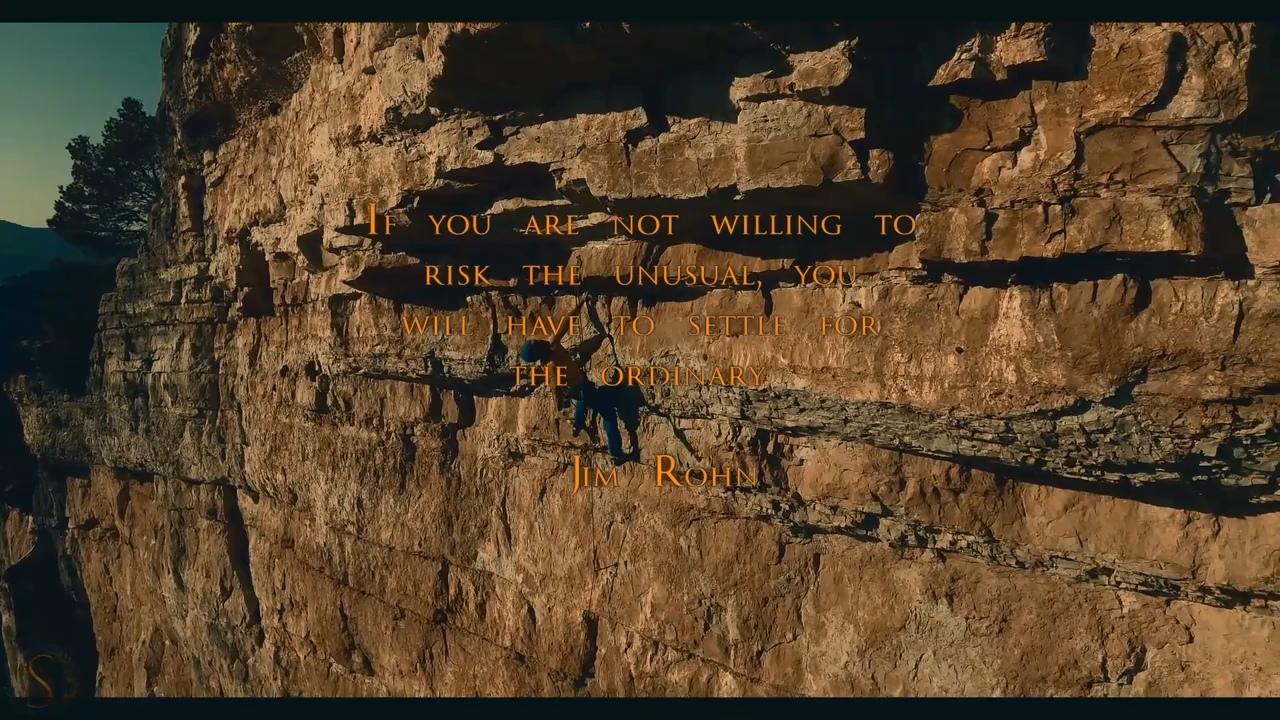 If you are not willing to
risk the unusual, you
will have to settle for
the ordinary.
Jim Rohn